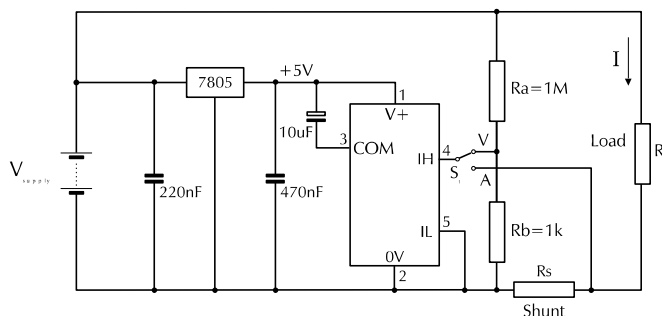 I
7805
+5V
1
V+
Ra=1M
10uF
3
COM
IH
4
V
S
A
Load
R
V supply
220nF
470nF
5
IL
Rb=1k
0V
2
Rs
Shunt